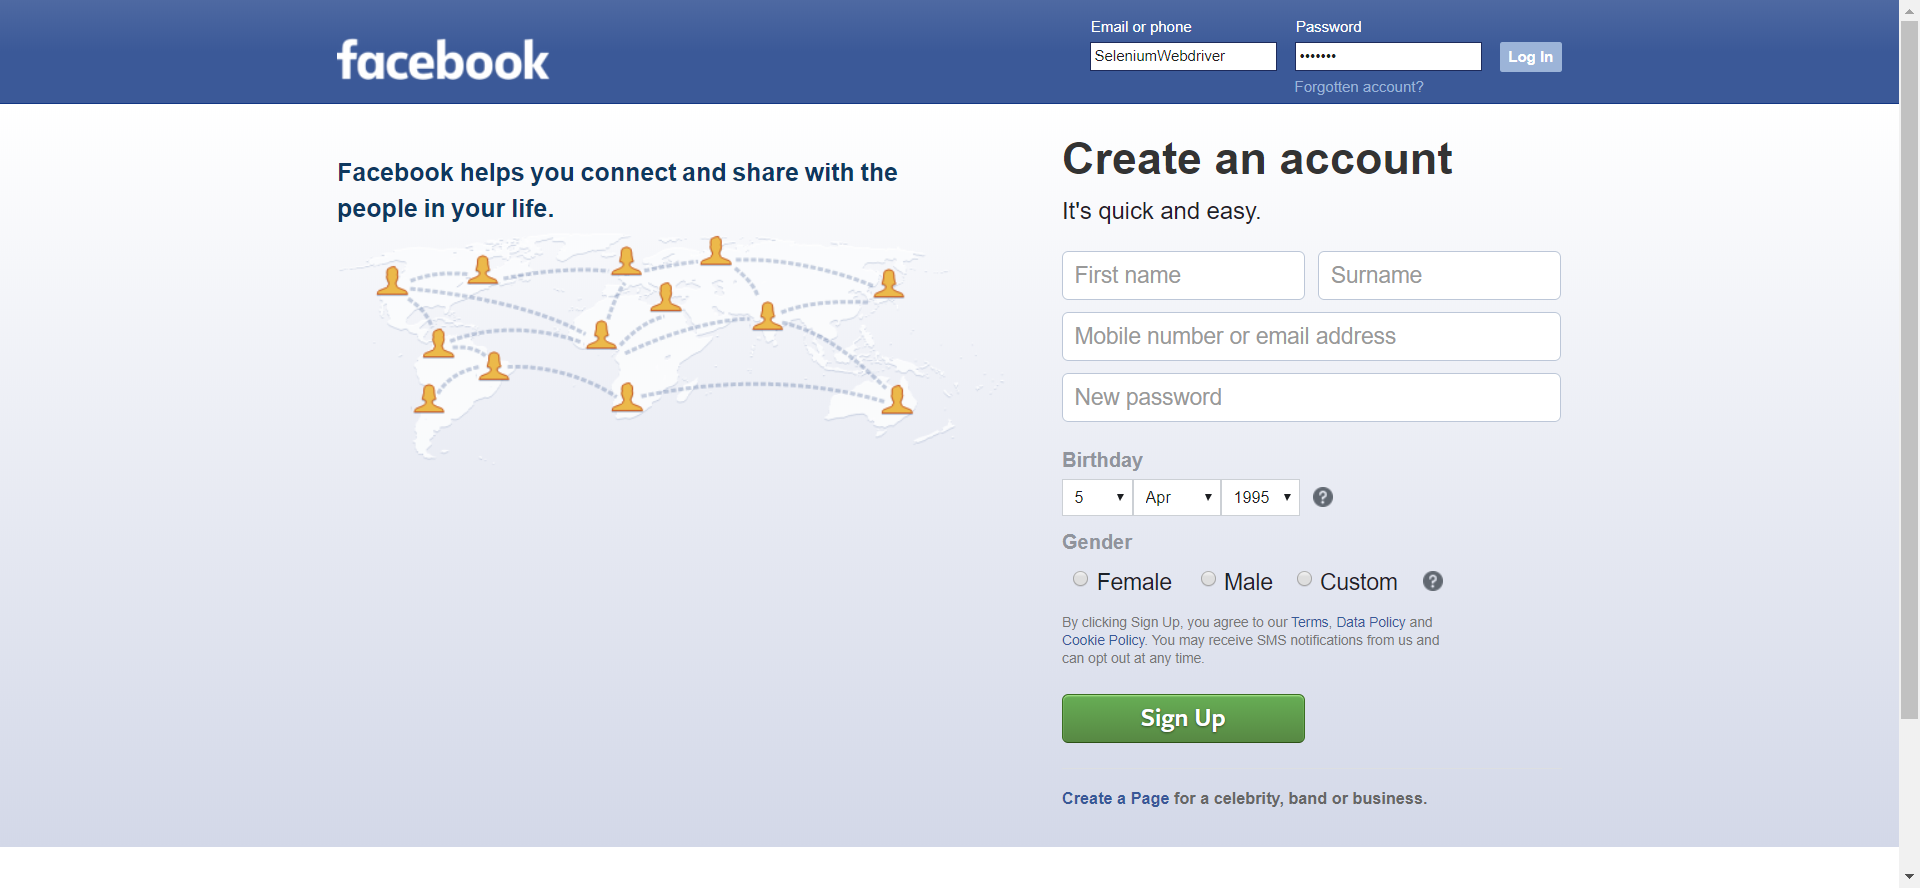 facebook
Email or phone
Password
SeleniumWebdriver
•••••••
Log In
Forgotten account?
Facebook helps you connect and share with the
people in your life.
Create an account
It's quick and easy.
First name
Surname
Mobile number or email address
New password
Birthday
5
Apr
1995
?
Gender
Female
Male
Custom
?
By clicking Sign Up, you agree to our Terms, Data Policy and
Cookie Policy. You may receive SMS notifications from us and
can opt out at any time.
Sign Up
Create a Page for a celebrity, band or business.